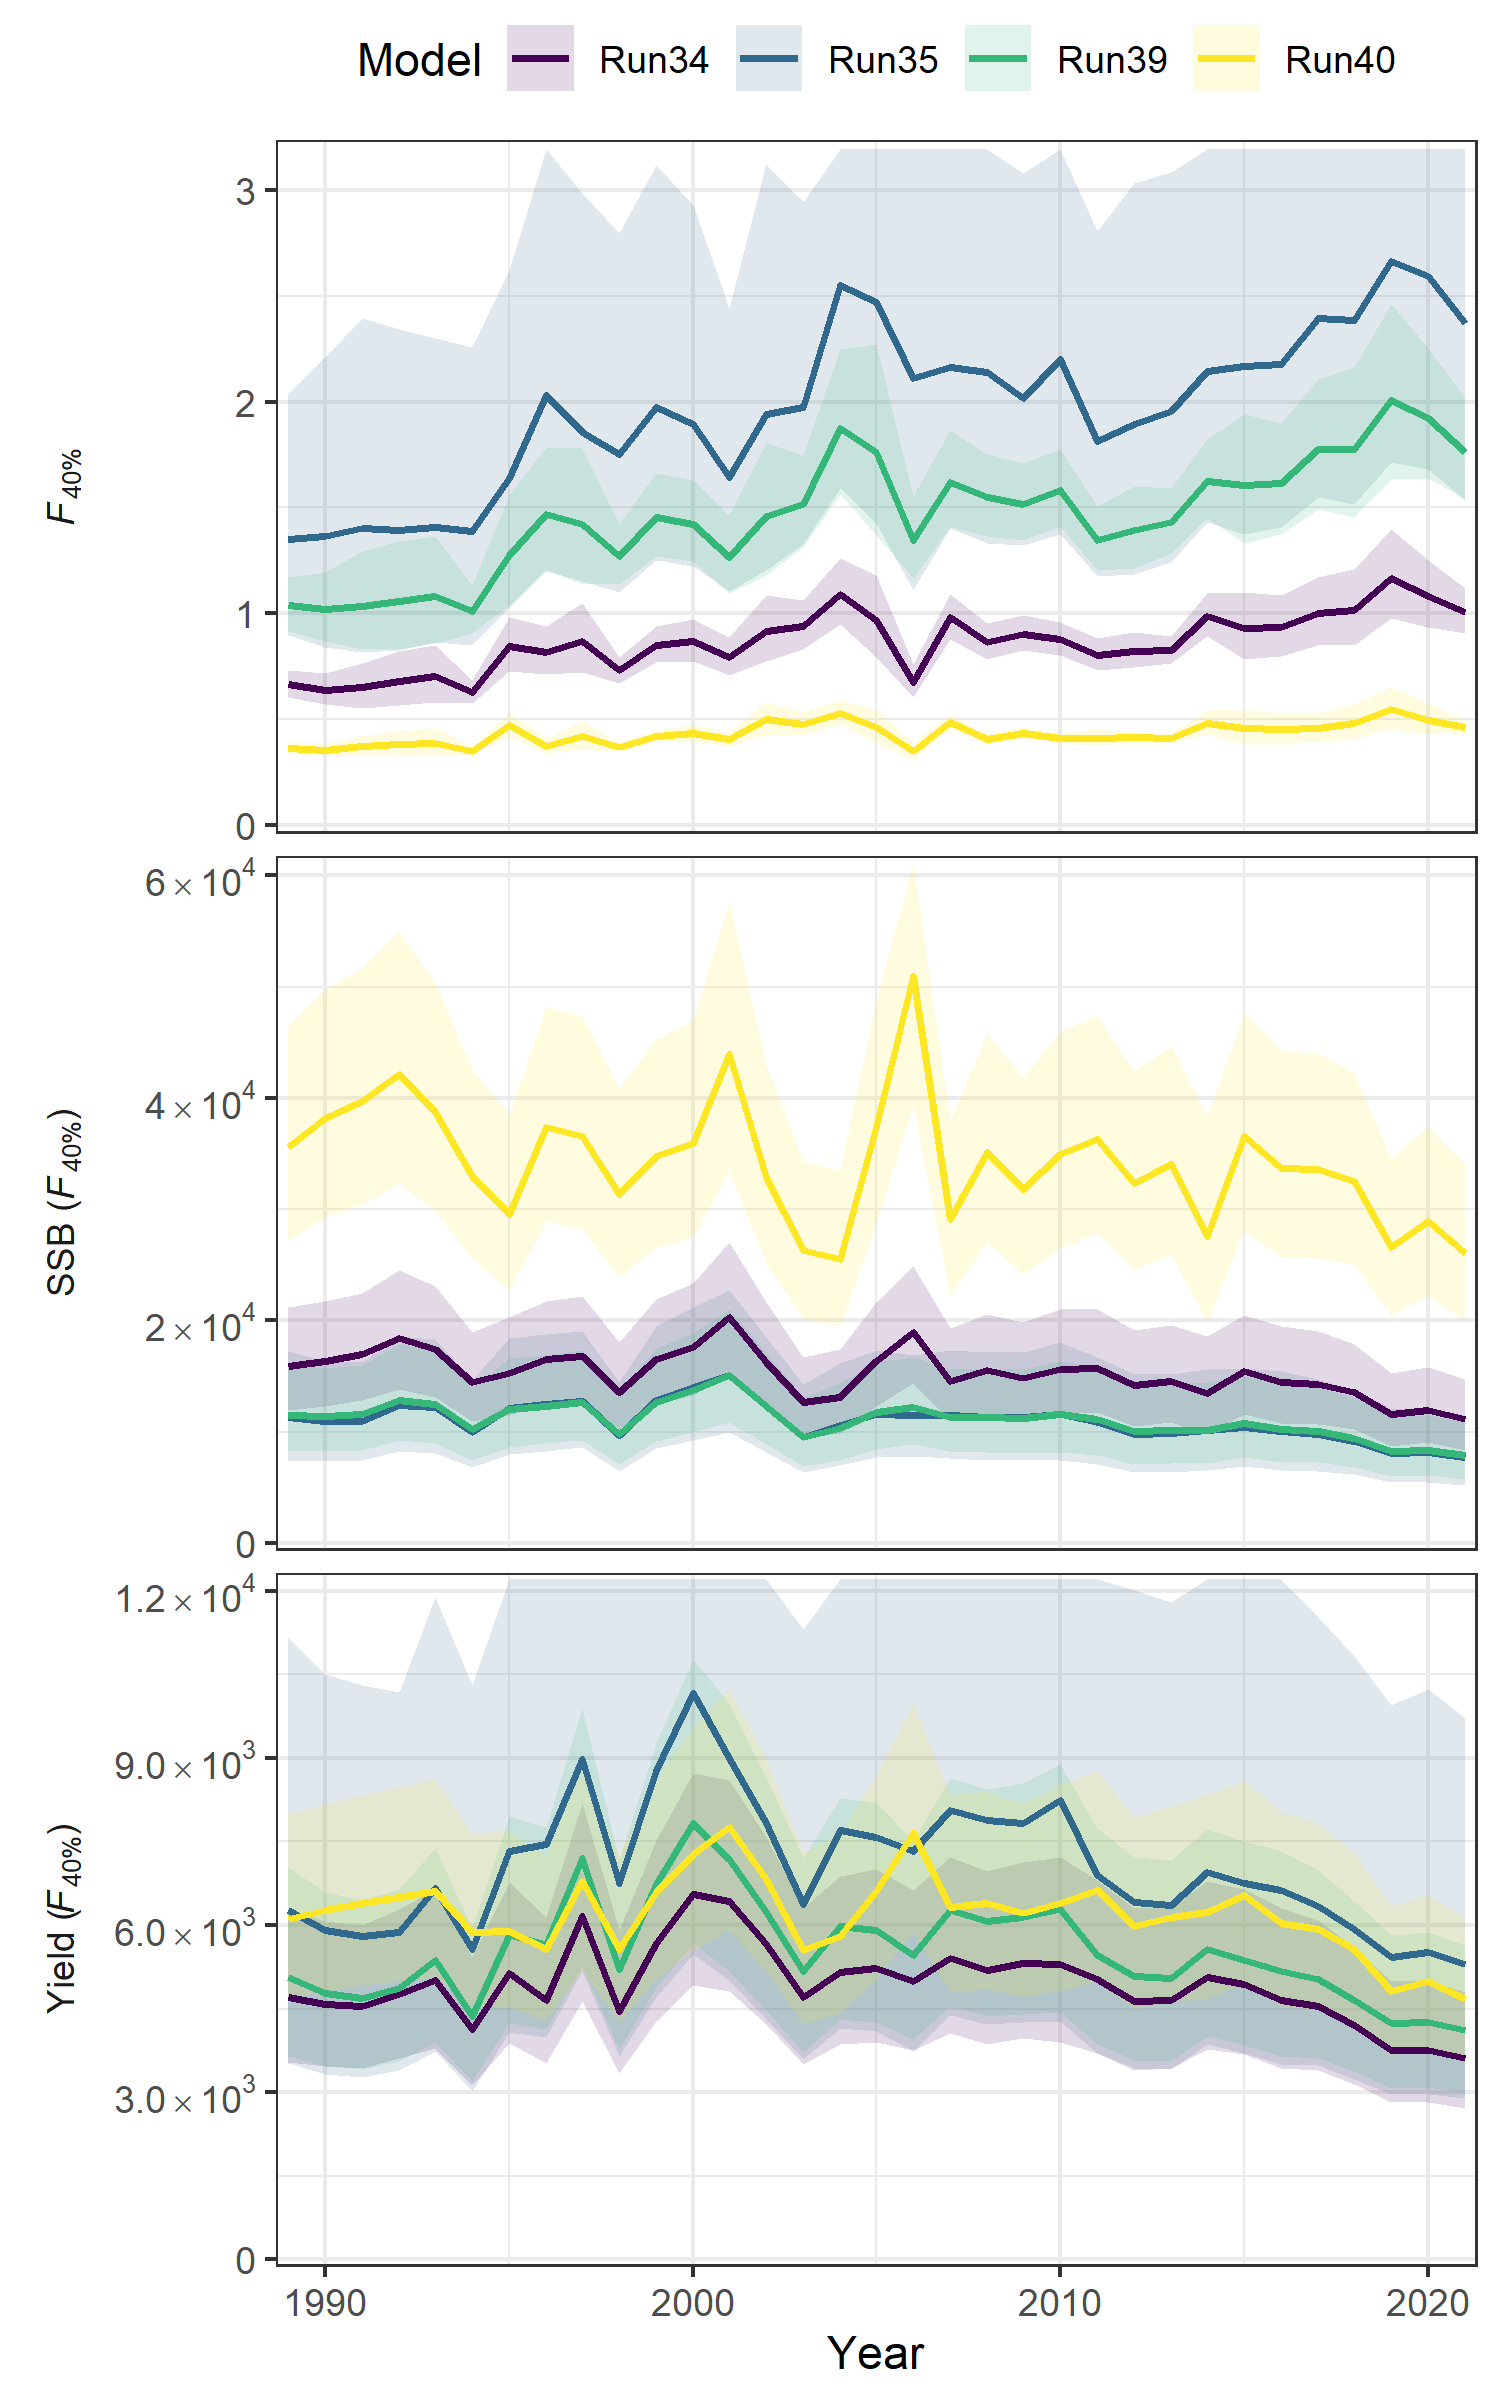 Model Run34 Run35 Run39 Run40
3
2
1
0
F40%
6 × 10^4
4 × 10^4
2 × 10^4
0
SSB (F40%)
1.2 × 10^4
9.0 × 10^3
6.0 × 10^3
3.0 × 10^3
0
Yield (F40%)
1990 2000 2010 2020
Year